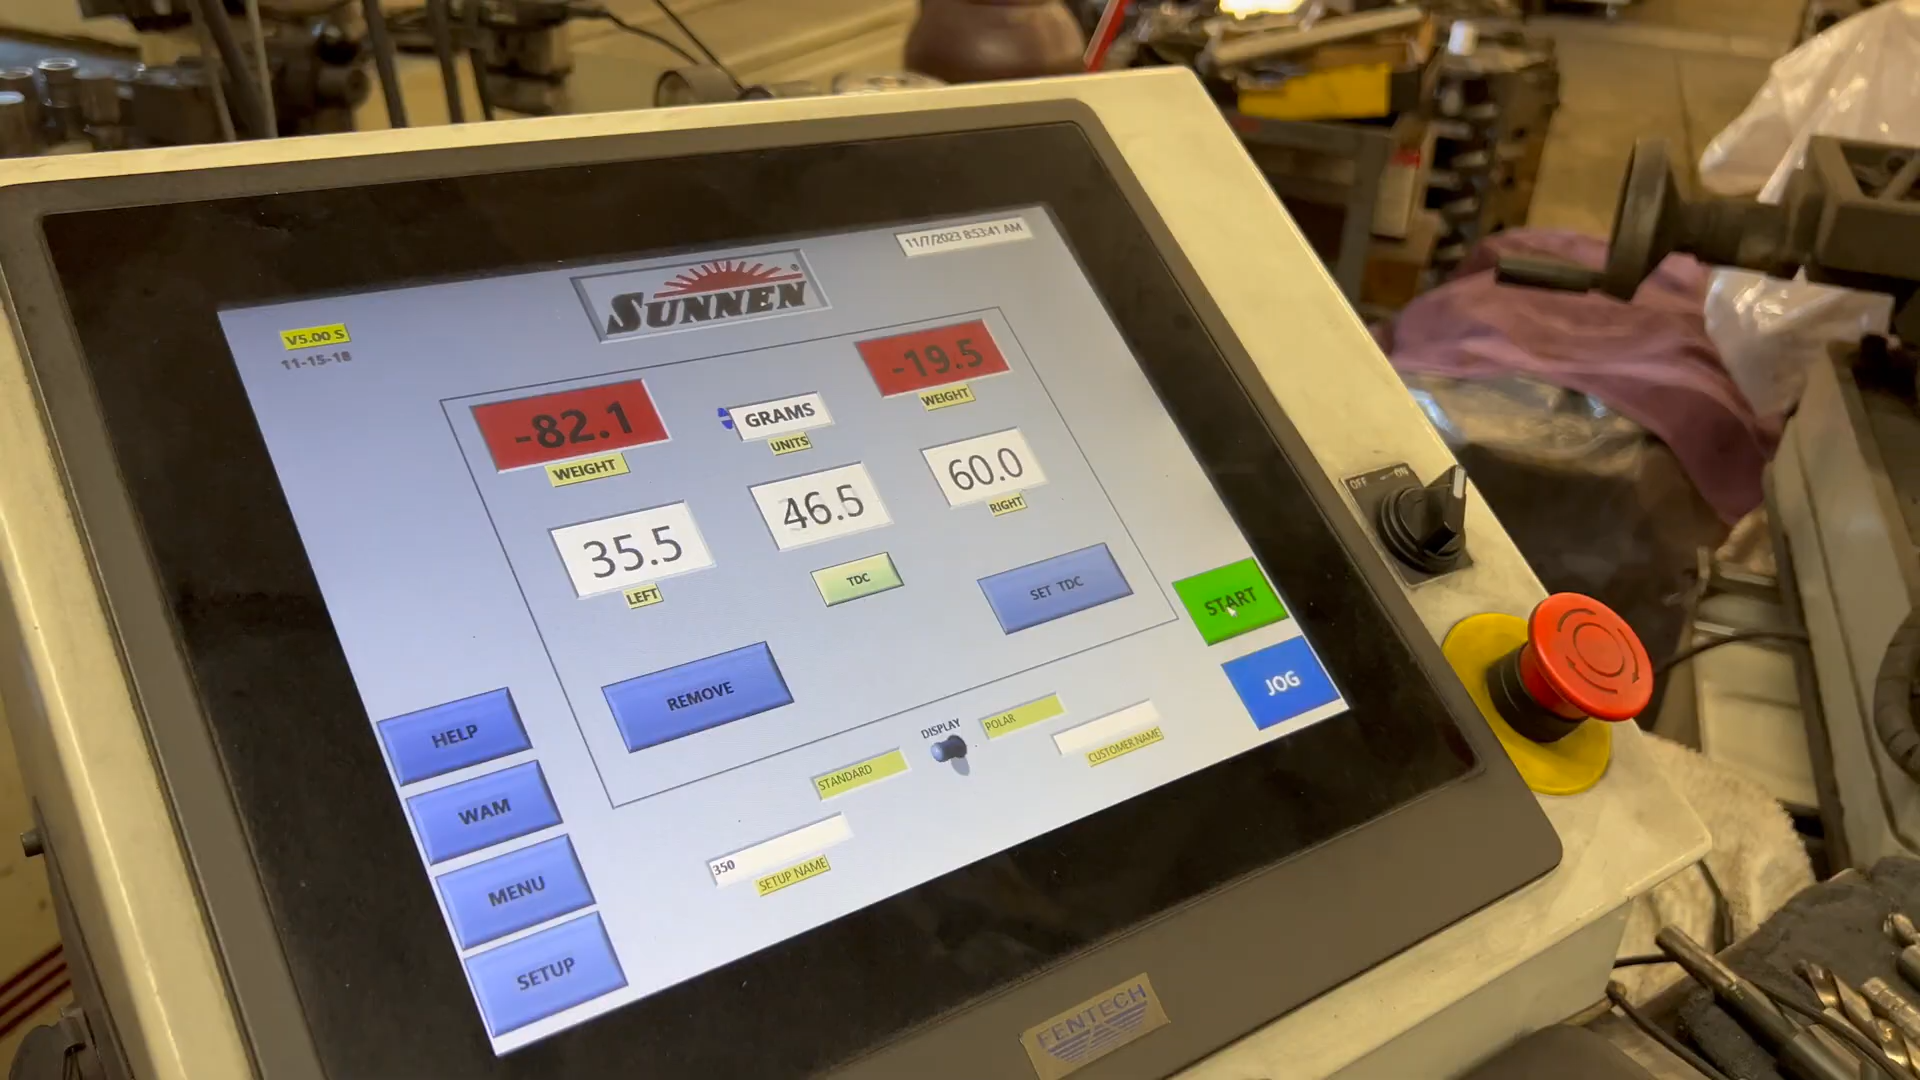 11/7/2023 8:53:41 AM
SUNNEN®
V5.00 S
11-15-18
-82.1
WEIGHT
GRAMS
UNITS
-19.5
WEIGHT
35.5
LEFT
46.5
TDC
60.0
RIGHT
SET TDC
START
REMOVE
JOG
HELP
WAM
MENU
SETUP
DISPLAY
STANDARD
POLAR
CUSTOMER NAME
350
SETUP NAME
OFF
ON
FENTECH